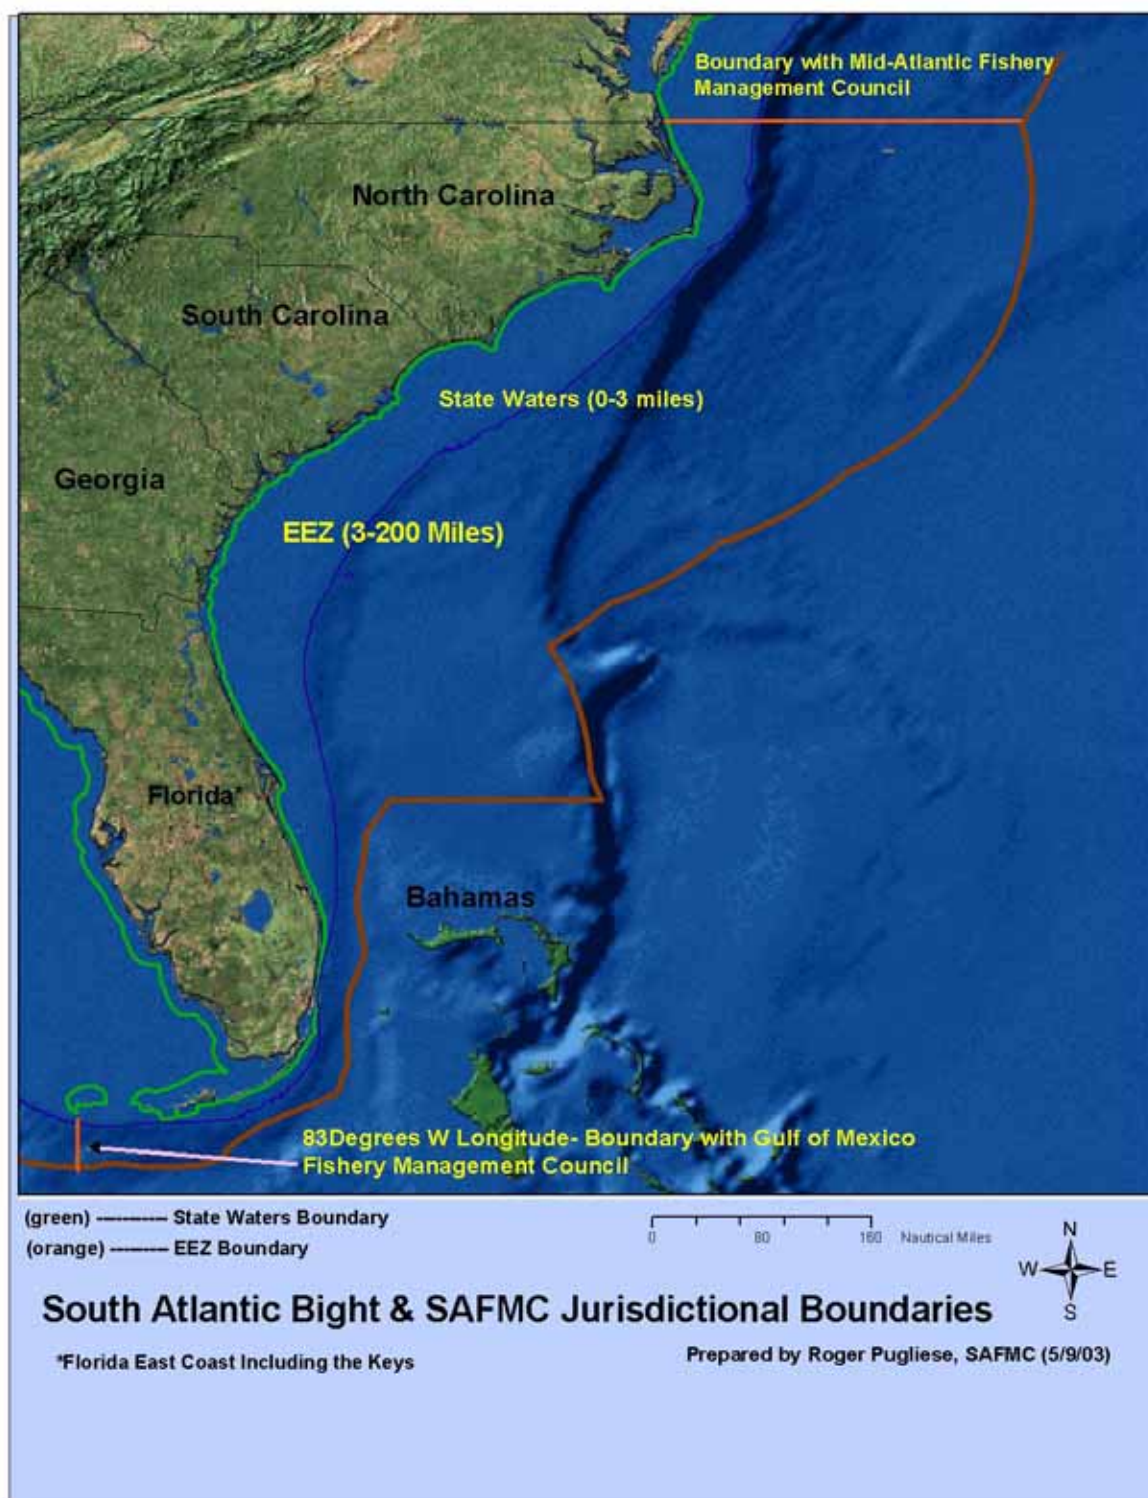 Boundary with Mid-Atlantic Fishery
Management Council
North Carolina
South Carolina
State Waters (0-3 miles)
Georgia
EEZ (3-200 Miles)
Florida*
Bahamas
83Degrees W Longitude- Boundary with Gulf of Mexico
Fishery Management Council
(green) ------------ State Waters Boundary
(orange) ---------- EEZ Boundary
0 80 160 Nautical Miles
N
W E
S
South Atlantic Bight & SAFMC Jurisdictional Boundaries
*Florida East Coast Including the Keys
Prepared by Roger Pugliese, SAFMC (5/9/03)